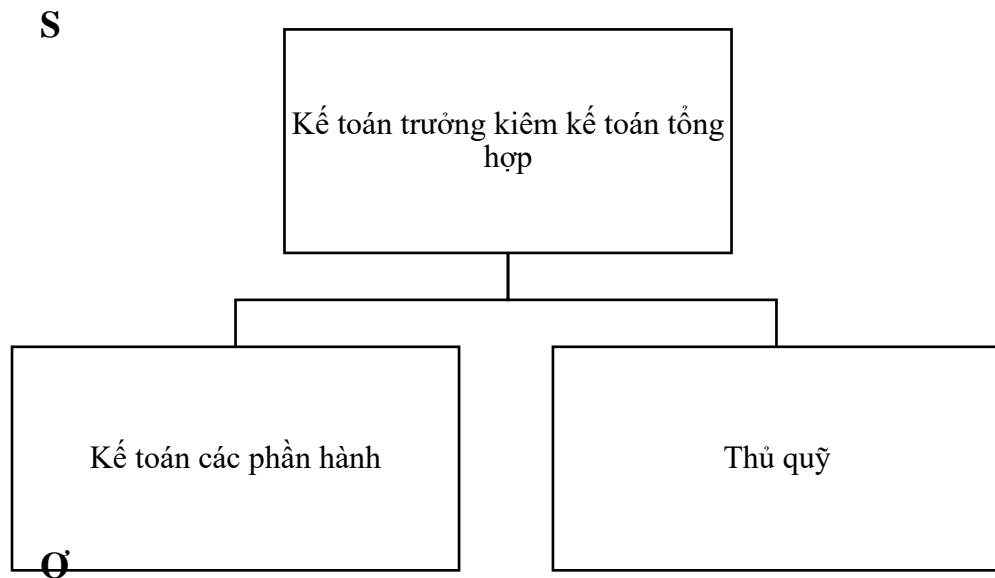 S
Kế toán trưởng kiêm kế toán tổng
hợp
Kế toán các phần hành
Thủ quỹ
Ơ